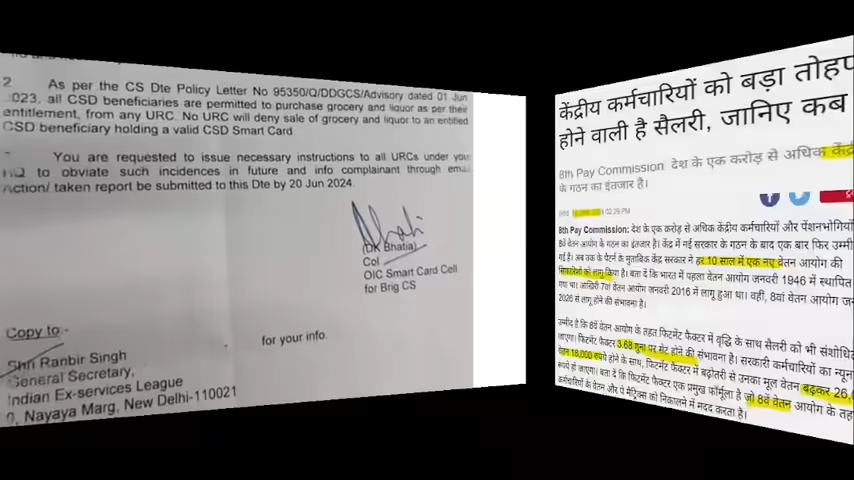 2 As per the CS Dte Policy Letter No 95350/Q/DDGCS/Advisory dated 01 Jun
2023, all CSD beneficiaries are permitted to purchase grocery and liquor as per their
entitlement, from any URC. No URC will deny sale of grocery and liquor to an entitled
CSD beneficiary holding a valid CSD Smart Card.
You are requested to issue necessary instructions to all URCs under your
HQ to obviate such incidences in future and info complainant through email
Action/ taken report be submitted to this Dte by 20 Jun 2024.
(DK Bhatia)
Col
OIC Smart Card Cell
for Brig CS
Copy to:-
Shri Ranbir Singh
General Secretary,
Indian Ex-services League
9, Nayaya Marg, New Delhi-110021
for your info.
केंद्रीय कर्मचारियों को बड़ा तोहफ
होने वाली है सैलरी, जानिए कब
8th Pay Commission देश के एक करोड़ से अधिक केंद्र
के गठन का इंतजार है।
02:29 PM
8th Pay Commission: देश के एक करोड़ से अधिक केंद्रीय कर्मचारियों और पेंशनभोगियों
8वें वेतन आयोग के गठन का इंतजार है। केंद्र में नई सरकार के गठन के बाद एक बार फिर उम्मी
गई हैं। अब तक के पैटर्न के मुताबिक केंद्र सरकार ने हर 10 साल में एक नए वेतन आयोग की
सिफारिशों को लागू किया है। बता दें कि भारत में पहला वेतन आयोग जनवरी 1946 में स्थापित
गया था। आखिरी 7वां वेतन आयोग जनवरी 2016 में लागू हुआ था। वहीं, 8वां वेतन आयोग जन
2026 से लागू होने की संभावना है।
उम्मीद है कि 8वें वेतन आयोग के तहत फिटमेंट फैक्टर में वृद्धि के साथ सैलरी को भी संशोधि
जाएगा। फिटमेंट फैक्टर 3.68 गुना पर सेट होने की संभावना है। सरकारी कर्मचारियों का न्यून
वेतन 18,000 रुपये होने के साथ, फिटमेंट फैक्टर में बढ़ोतरी से उनका मूल वेतन बढ़कर 26,0
रुपये हो जाएगा। बता दें कि फिटमेंट फैक्टर एक प्रमुख फॉर्मूला है जो 8वें वेतन आयोग के तह
कर्मचारियों के वेतन और पे मैट्रिक्स को निकालने में मदद करता है।